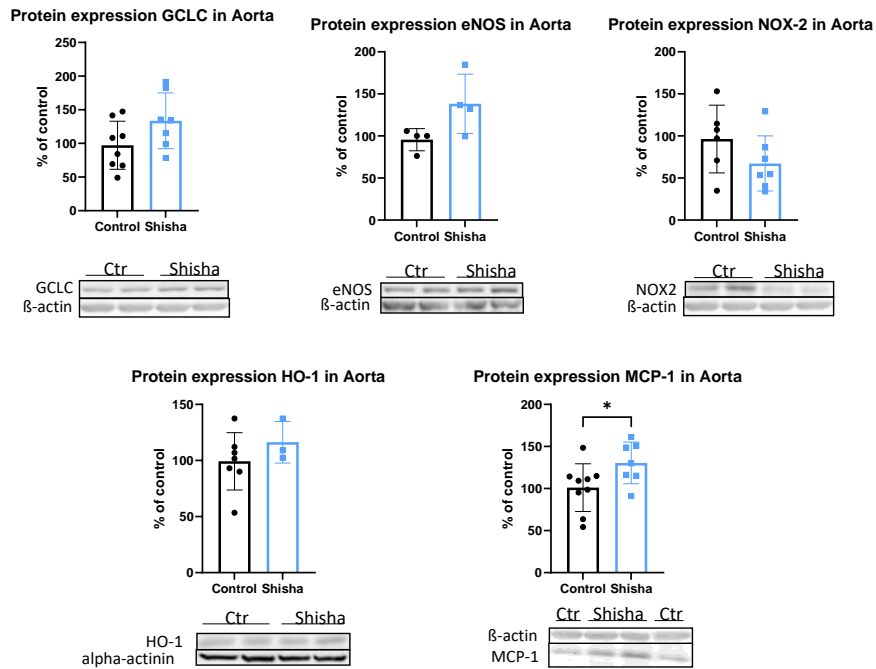 Protein expression GCLC in Aorta
% of control
250
200
150
100
50
0
Control Shisha
Ctr Shisha
GCLC
ß-actin
Protein expression eNOS in Aorta
% of control
200
150
100
50
0
Control Shisha
Ctr Shisha
eNOS
ß-actin
Protein expression NOX-2 in Aorta
% of control
200
150
100
50
0
Control Shisha
Ctr Shisha
NOX2
ß-actin
Protein expression HO-1 in Aorta
% of control
150
100
50
0
Control Shisha
Ctr Shisha
HO-1
alpha-actinin
Protein expression MCP-1 in Aorta
% of control
200
150
100
50
0
*
Control Shisha
Ctr Shisha Ctr
ß-actin
MCP-1